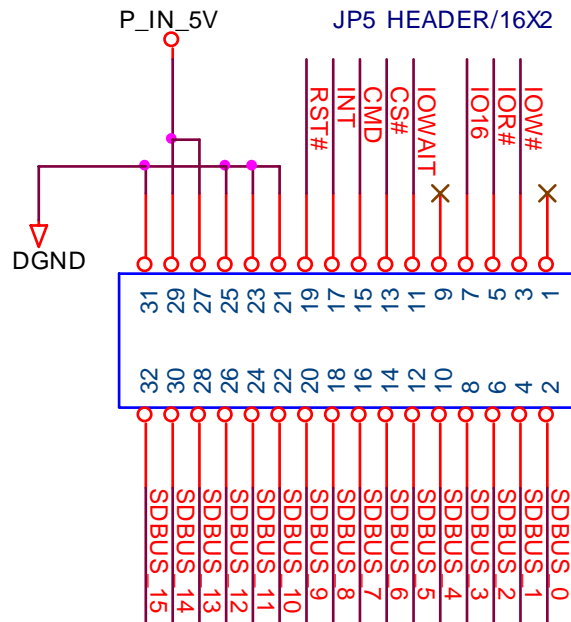 P_IN_5V
JP5 HEADER/16X2
RST#
INT
CMD
CS#
IOWAIT
IO16
IOR#
IOW#
DGND
31 29 27 25 23 21 19 17 15 13 11 9 7 5 3 1
32 30 28 26 24 22 20 18 16 14 12 10 8 6 4 2
SDBUS_15
SDBUS_14
SDBUS_13
SDBUS_12
SDBUS_11
SDBUS_10
SDBUS_9
SDBUS_8
SDBUS_7
SDBUS_6
SDBUS_5
SDBUS_4
SDBUS_3
SDBUS_2
SDBUS_1
SDBUS_0